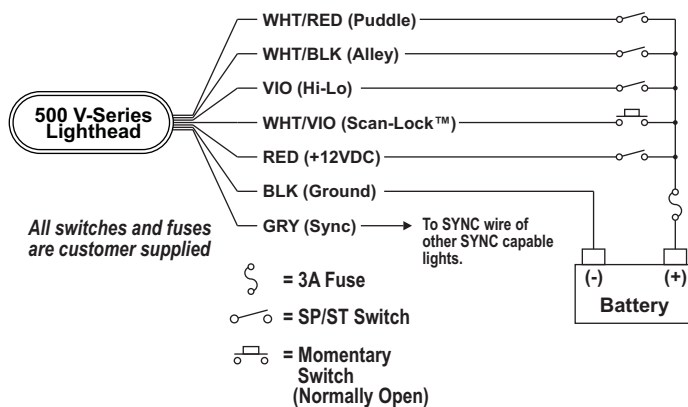 WHT/RED (Puddle)
WHT/BLK (Alley)
VIO (Hi-Lo)
WHT/VIO (Scan-Lock™)
RED (+12VDC)
BLK (Ground)
GRY (Sync)
500 V-Series
Lighthead
All switches and fuses
are customer supplied
To SYNC wire of
other SYNC capable
lights.
= 3A Fuse
= SP/ST Switch
= Momentary
Switch
(Normally Open)
(-) (+)
Battery